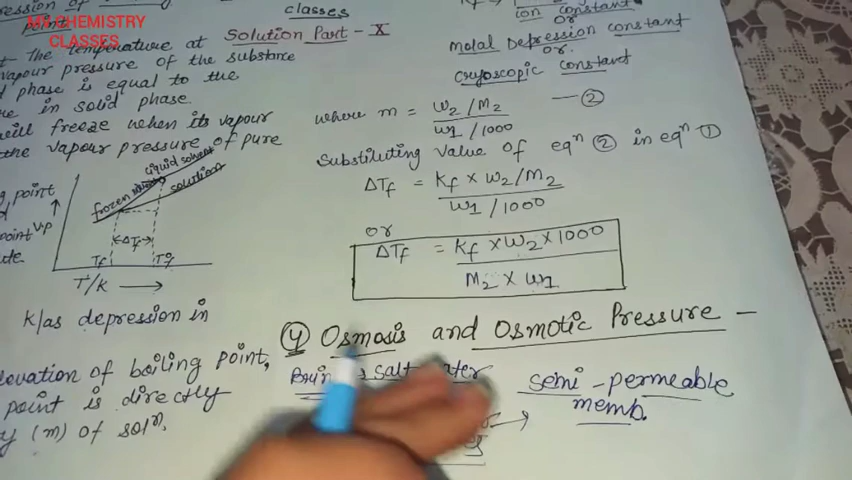 MY CHEMISTRY
CLASSES
classes
Solution Part - X
The temperature at
vapour pressure of the substance
phase is equal to the
in solid phase.
will freeze when its vapour
the vapour pressure of pure
liquid solvent
frozen solvent
solution
point
VP
ΔTf
Tf
T°f
T/K
K/as depression in
elevation of boiling point,
point is directly
(m) of solⁿ.
ion constant
or
Molal Depression constant
or.
cryoscopic constant
where m = w2/M2
w1/1000
— ②
Substituting value of eqⁿ ② in eqⁿ ①
ΔTf = Kf × w2/M2
w1/1000
or
ΔTf = Kf × w2 × 1000
M2 × w1
④ Osmosis and Osmotic Pressure -
semi-permeable
memb.